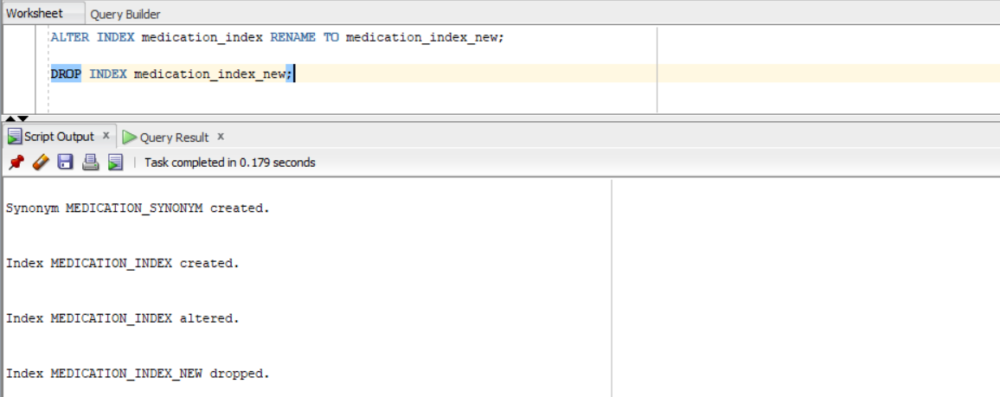 Worksheet Query Builder
ALTER INDEX medication_index RENAME TO medication_index_new;
DROP INDEX medication_index_new;
Script Output x Query Result x
Task completed in 0.179 seconds
Synonym MEDICATION_SYNONYM created.
Index MEDICATION_INDEX created.
Index MEDICATION_INDEX altered.
Index MEDICATION_INDEX_NEW dropped.